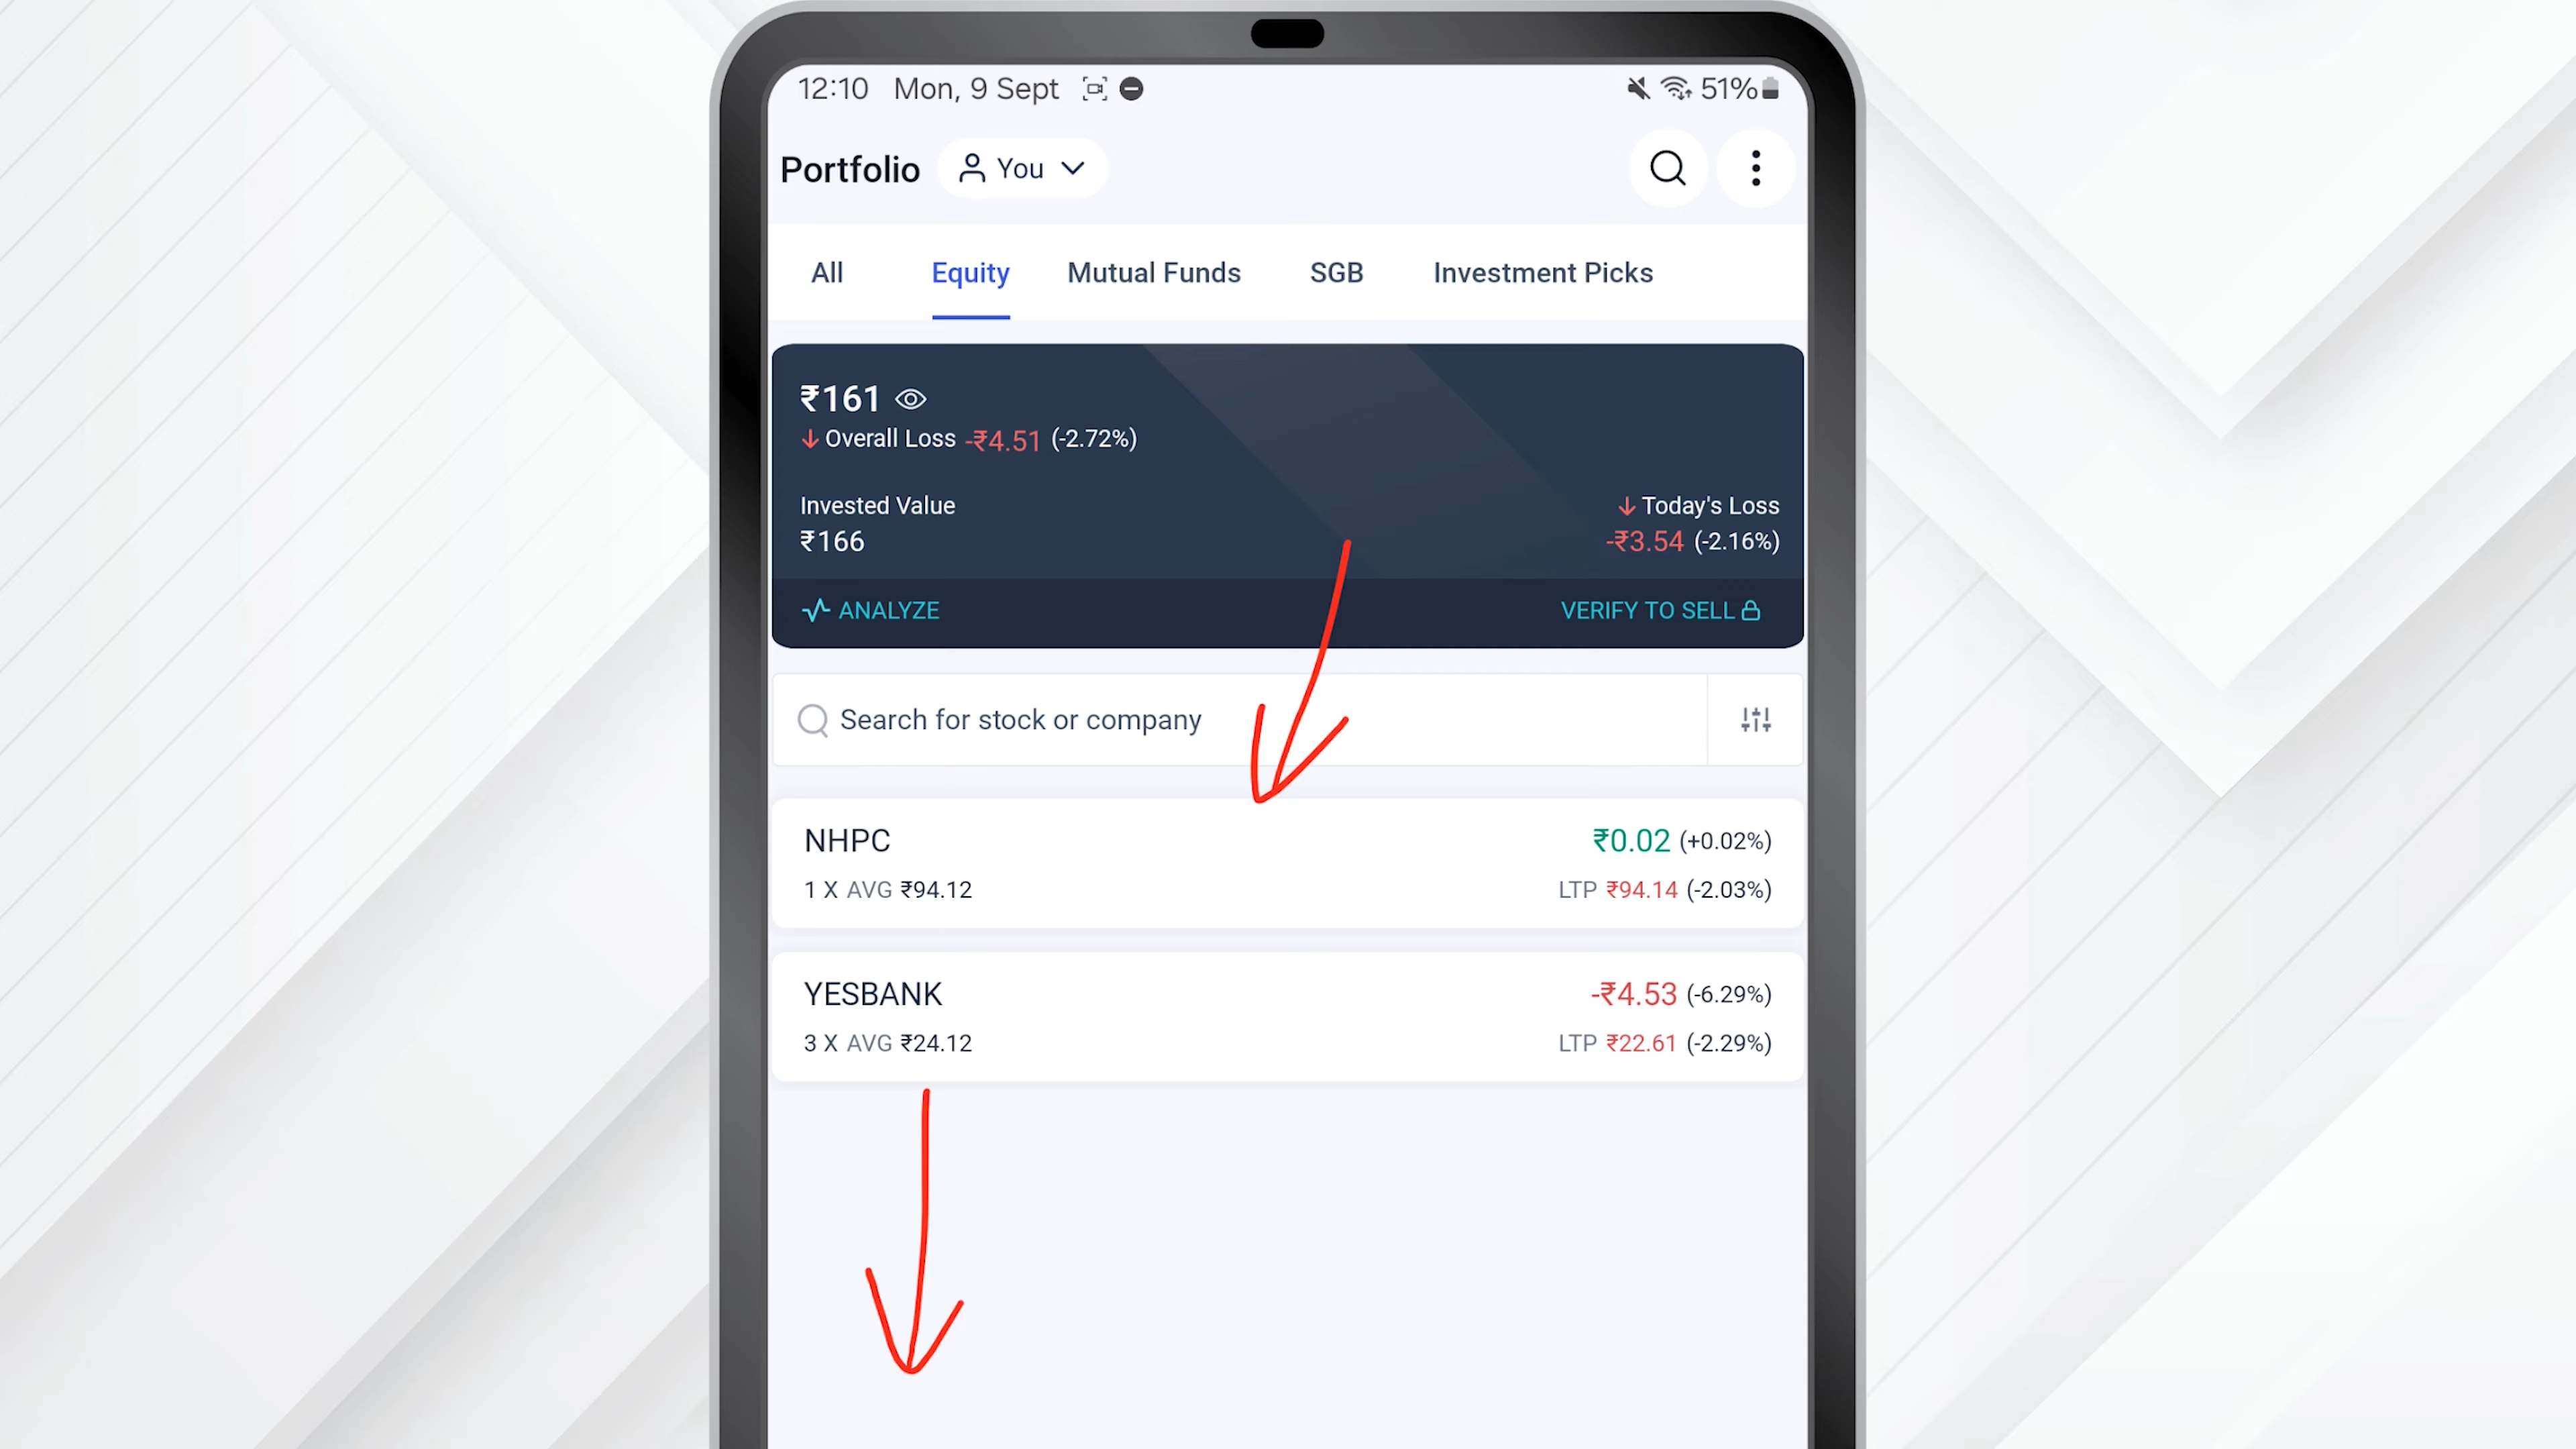 12:10 Mon, 9 Sept 51%
Portfolio You
All Equity Mutual Funds SGB Investment Picks
₹161
Overall Loss -₹4.51 (-2.72%)
Invested Value Today's Loss
₹166 -₹3.54 (-2.16%)
ANALYZE VERIFY TO SELL
Search for stock or company
NHPC ₹0.02 (+0.02%)
1 X AVG ₹94.12 LTP ₹94.14 (-2.03%)
YESBANK -₹4.53 (-6.29%)
3 X AVG ₹24.12 LTP ₹22.61 (-2.29%)